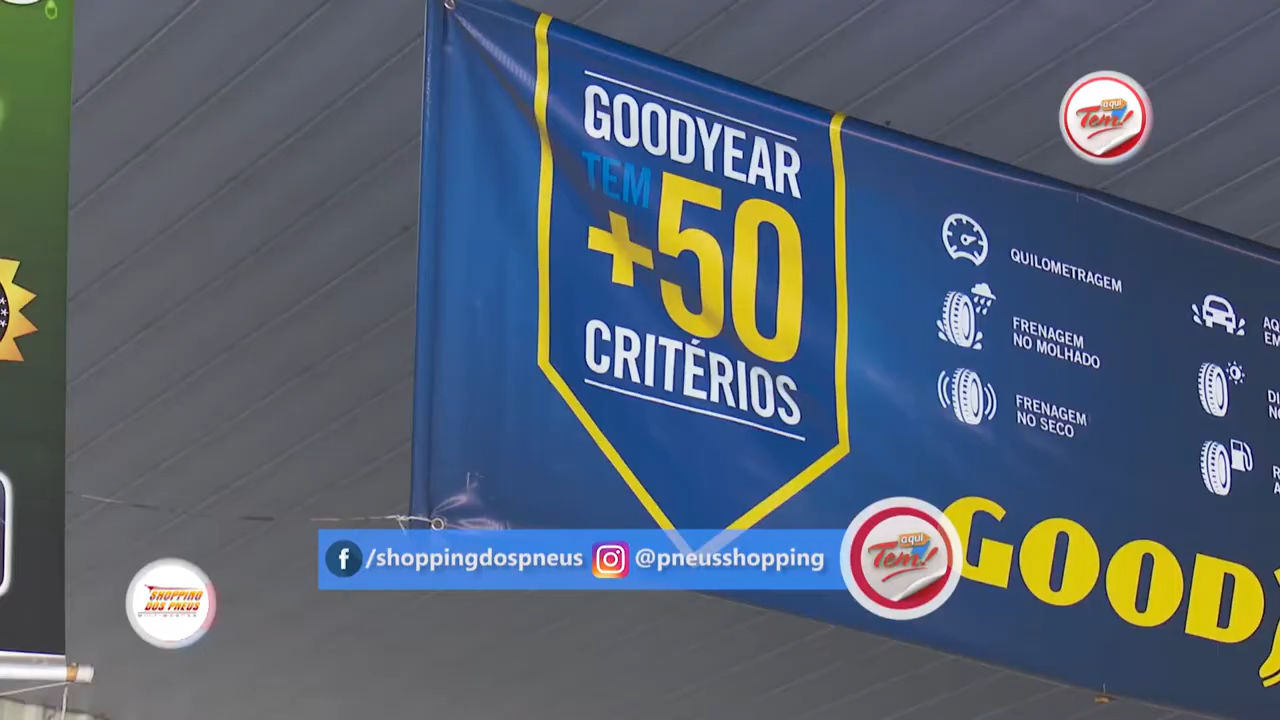 GOODYEAR
TEM
+50
CRITÉRIOS
QUILOMETRAGEM
FRENAGEM
NO MOLHADO
FRENAGEM
NO SECO
aqui
Tem!
/shoppingdospneus @pneusshopping
aqui
Tem!
SHOPPING
DOS PNEUS